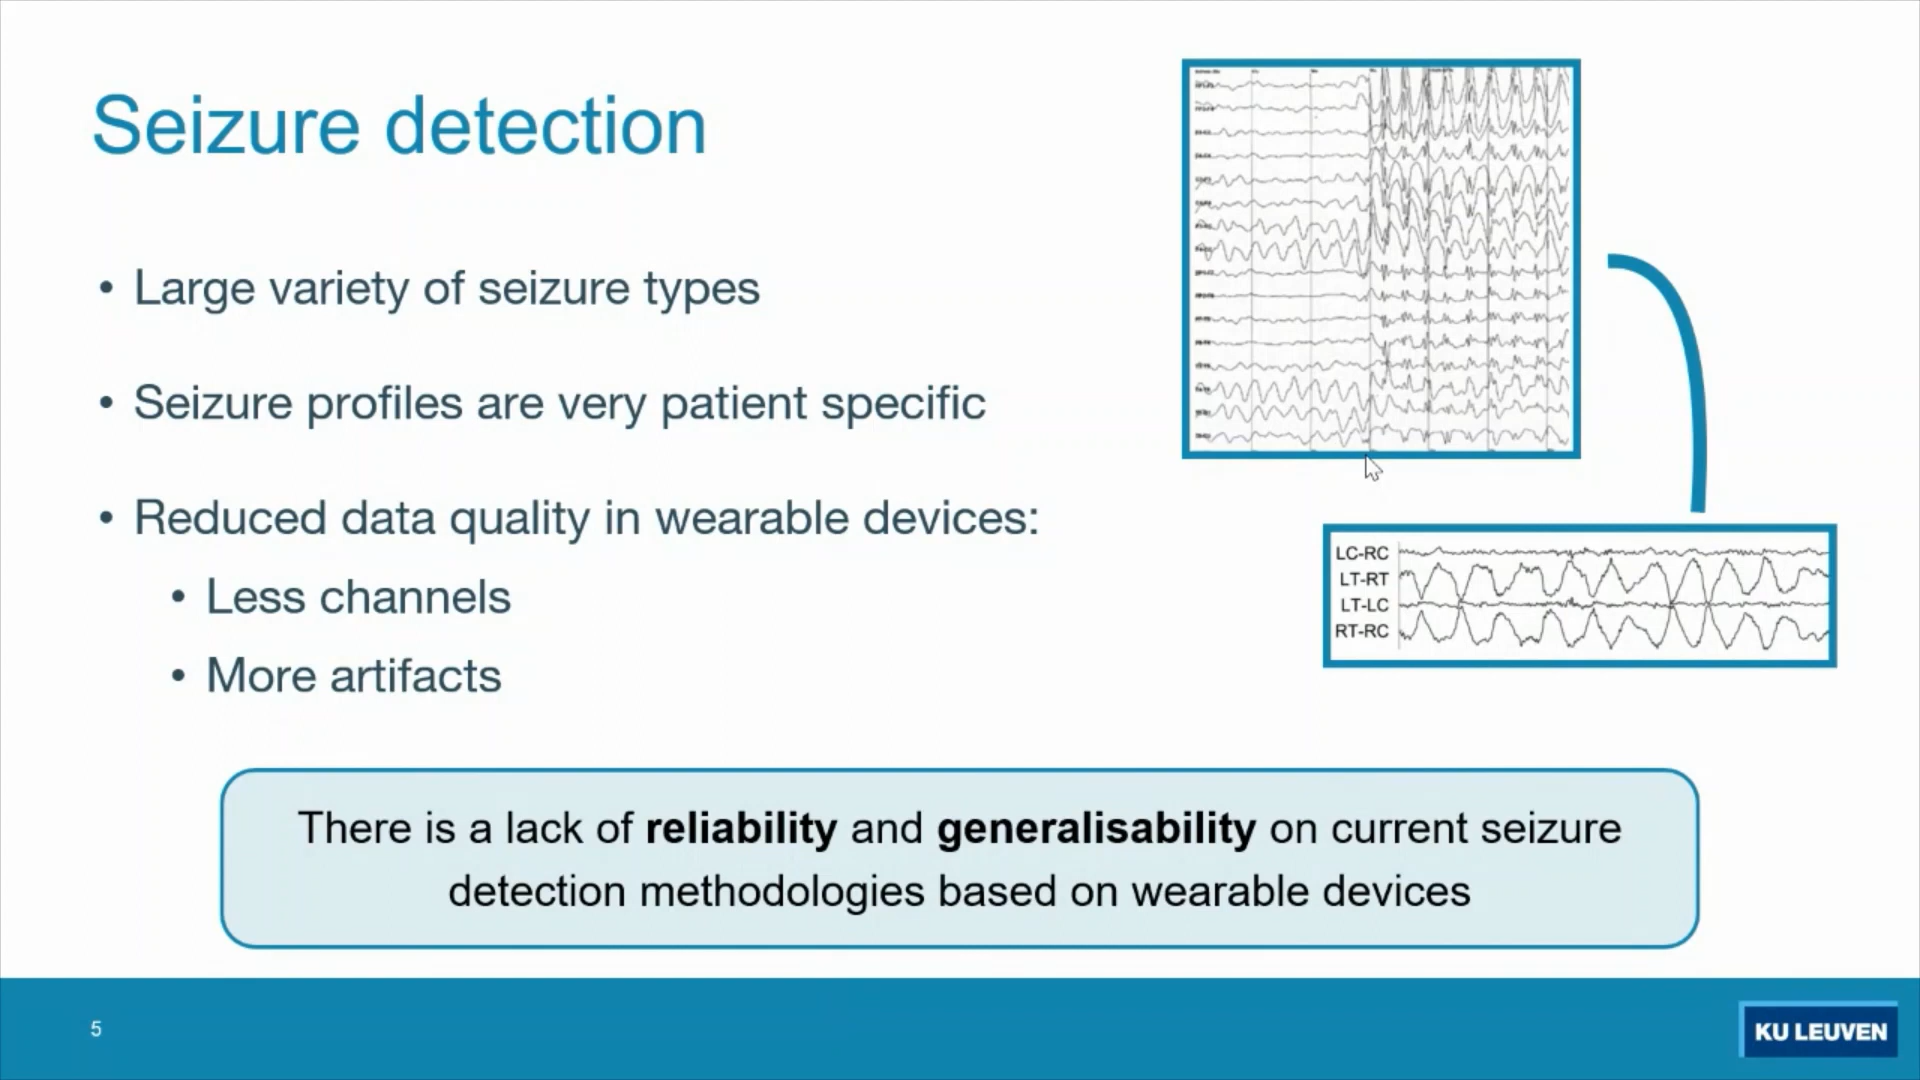 Seizure detection
• Large variety of seizure types
• Seizure profiles are very patient specific
• Reduced data quality in wearable devices:
• Less channels
• More artifacts
LC-RC
LT-RT
LT-LC
RT-RC
There is a lack of reliability and generalisability on current seizure
detection methodologies based on wearable devices
5
KU LEUVEN